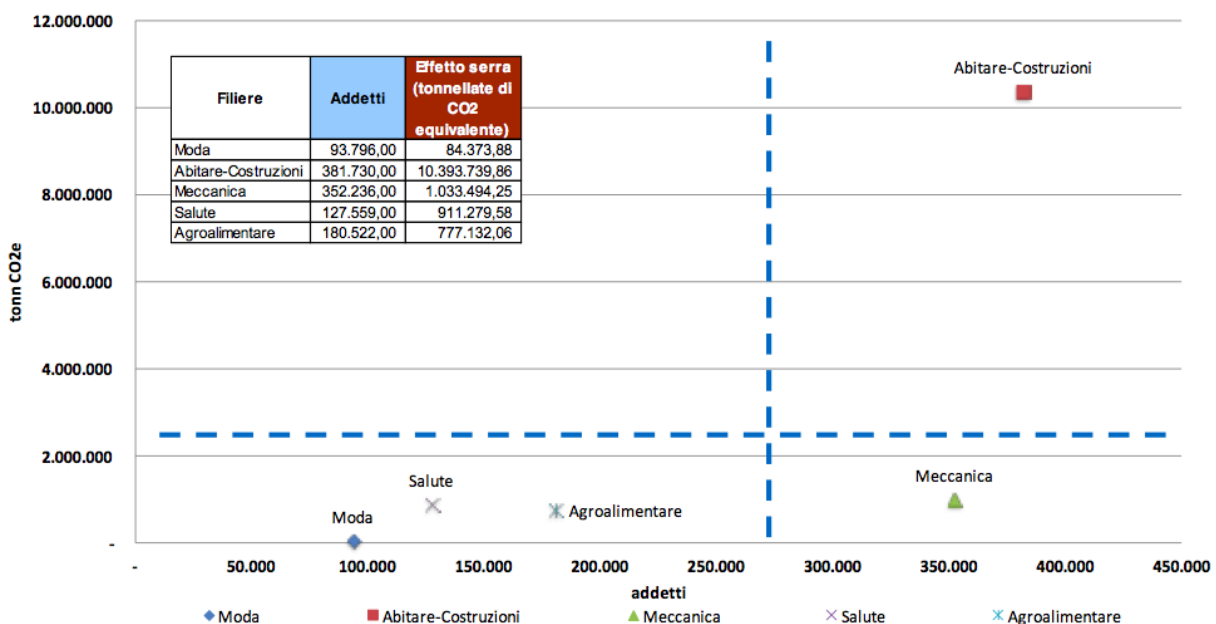 12.000.000
10.000.000
8.000.000
6.000.000
4.000.000
2.000.000
-
tonn CO2e
Filiere Addetti Effetto serra
(tonnellate di
CO2
equivalente)
Moda 93.796,00 84.373,88
Abitare-Costruzioni 381.730,00 10.393.739,86
Meccanica 352.236,00 1.033.494,25
Salute 127.559,00 911.279,58
Agroalimentare 180.522,00 777.132,06
Abitare-Costruzioni
Meccanica
Salute
Agroalimentare
Moda
- 50.000 100.000 150.000 200.000 250.000 300.000 350.000 400.000 450.000
addetti
Moda Abitare-Costruzioni Meccanica Salute Agroalimentare